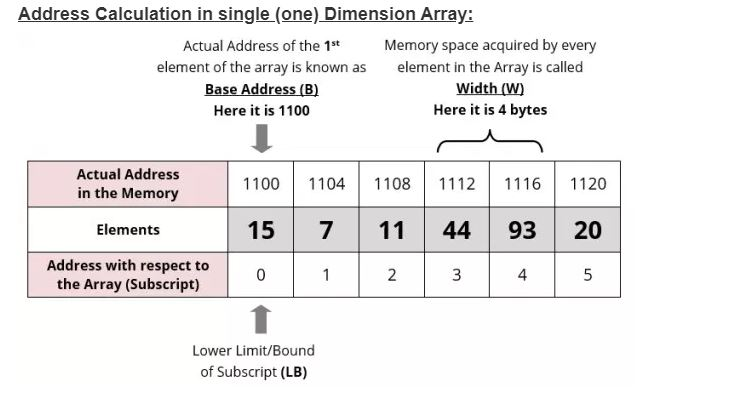 Address Calculation in single (one) Dimension Array:
Actual Address of the 1st
element of the array is known as
Base Address (B)
Here it is 1100
Memory space acquired by every
element in the Array is called
Width (W)
Here it is 4 bytes
Actual Address
in the Memory
1100 1104 1108 1112 1116 1120
Elements 15 7 11 44 93 20
Address with respect to
the Array (Subscript)
0 1 2 3 4 5
Lower Limit/Bound
of Subscript (LB)